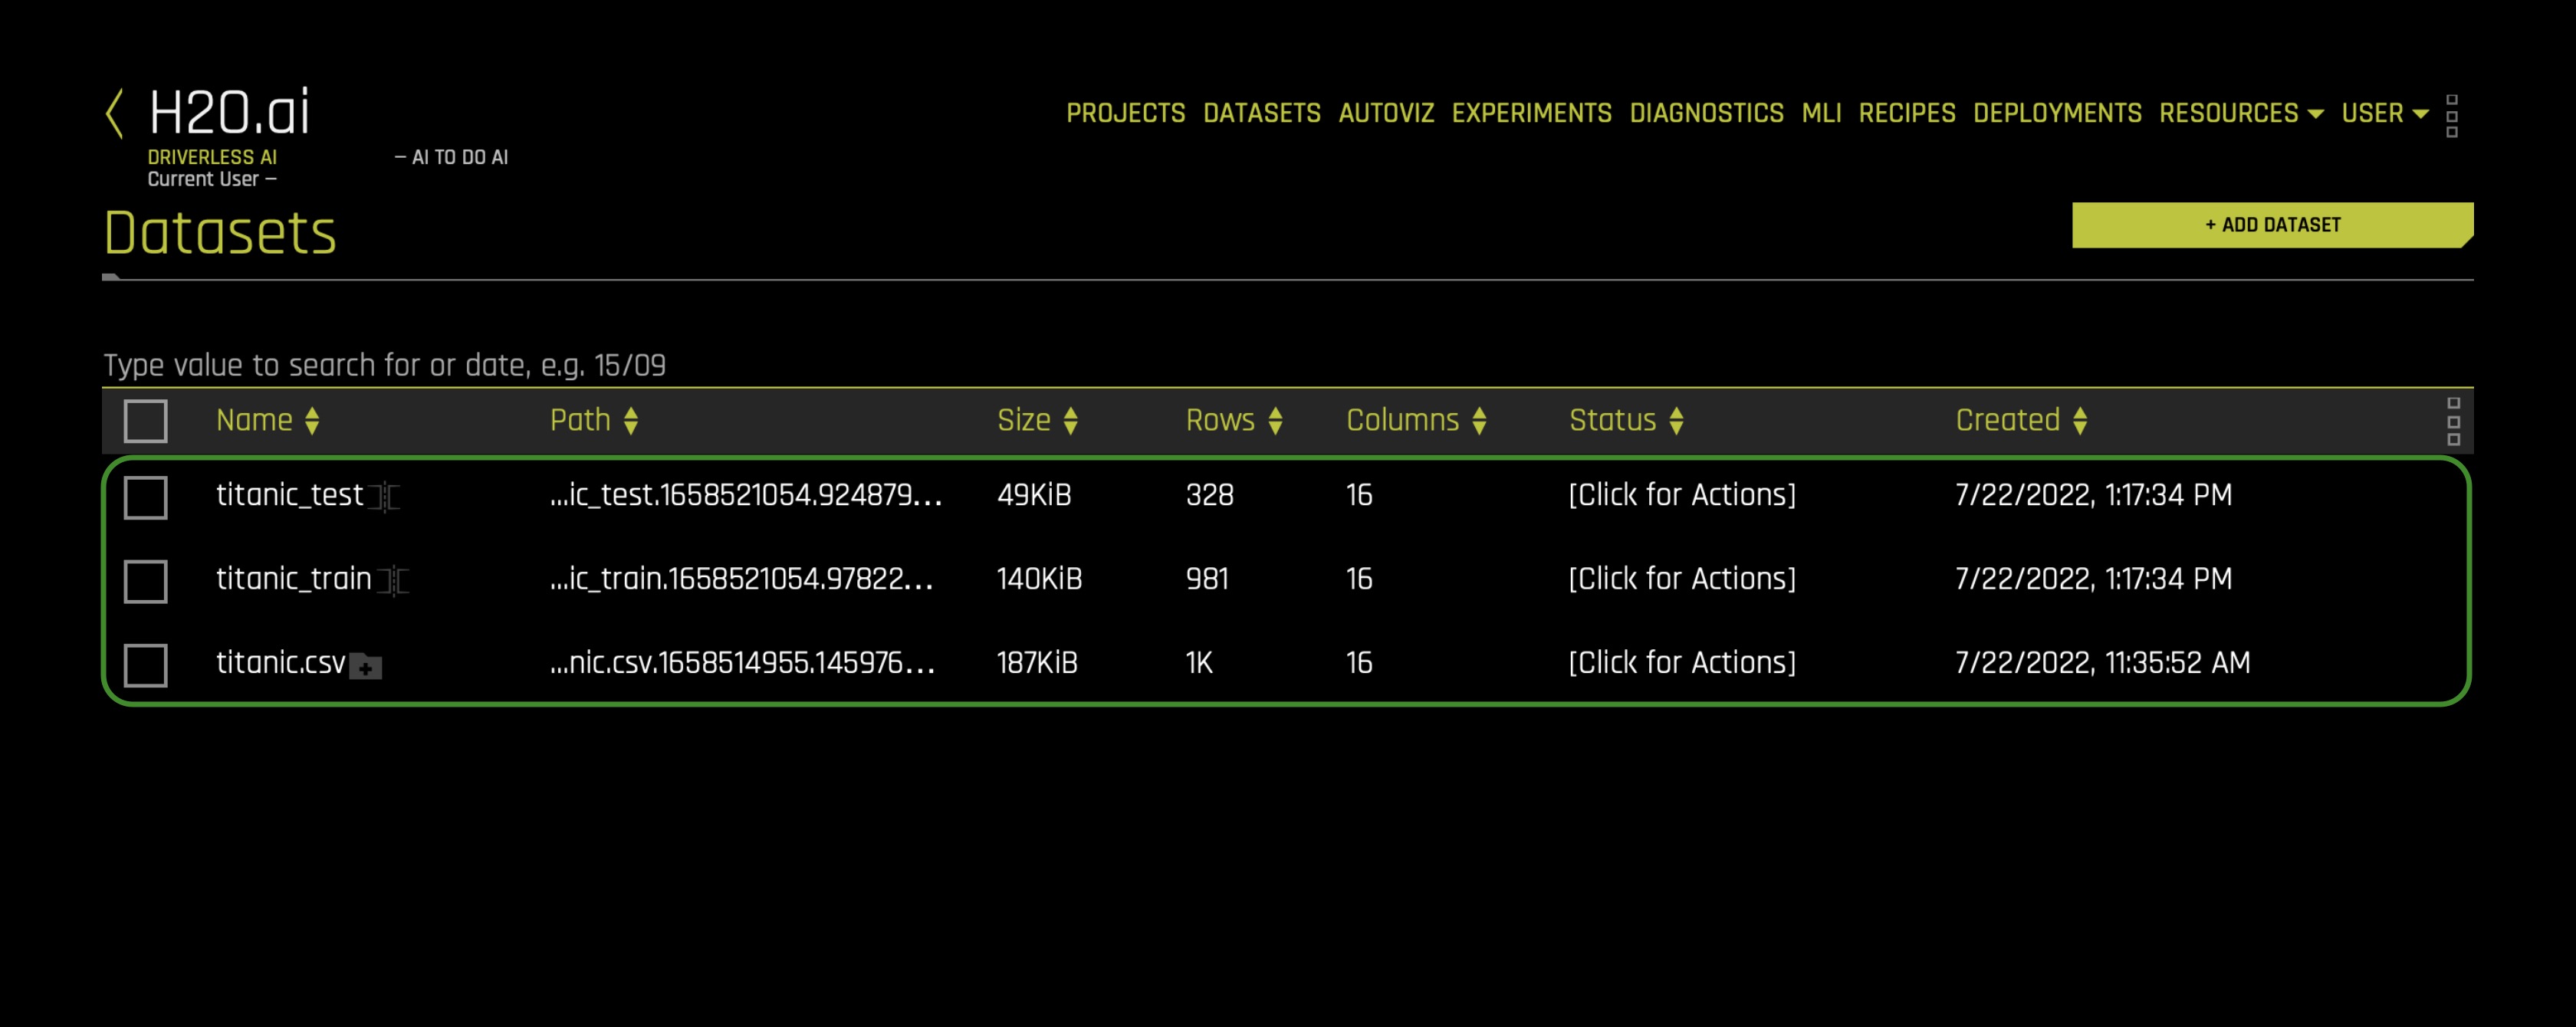 H2O.ai
PROJECTS DATASETS AUTOVIZ EXPERIMENTS DIAGNOSTICS MLI RECIPES DEPLOYMENTS RESOURCES USER
DRIVERLESS AI — AI TO DO AI
Current User —
Datasets
+ ADD DATASET
Type value to search for or date, e.g. 15/09
Name Path Size Rows Columns Status Created
titanic_test ...ic_test.1658521054.924879... 49KiB 328 16 [Click for Actions] 7/22/2022, 1:17:34 PM
titanic_train ...ic_train.1658521054.97822... 140KiB 981 16 [Click for Actions] 7/22/2022, 1:17:34 PM
titanic.csv ...nic.csv.1658514955.145976... 187KiB 1K 16 [Click for Actions] 7/22/2022, 11:35:52 AM